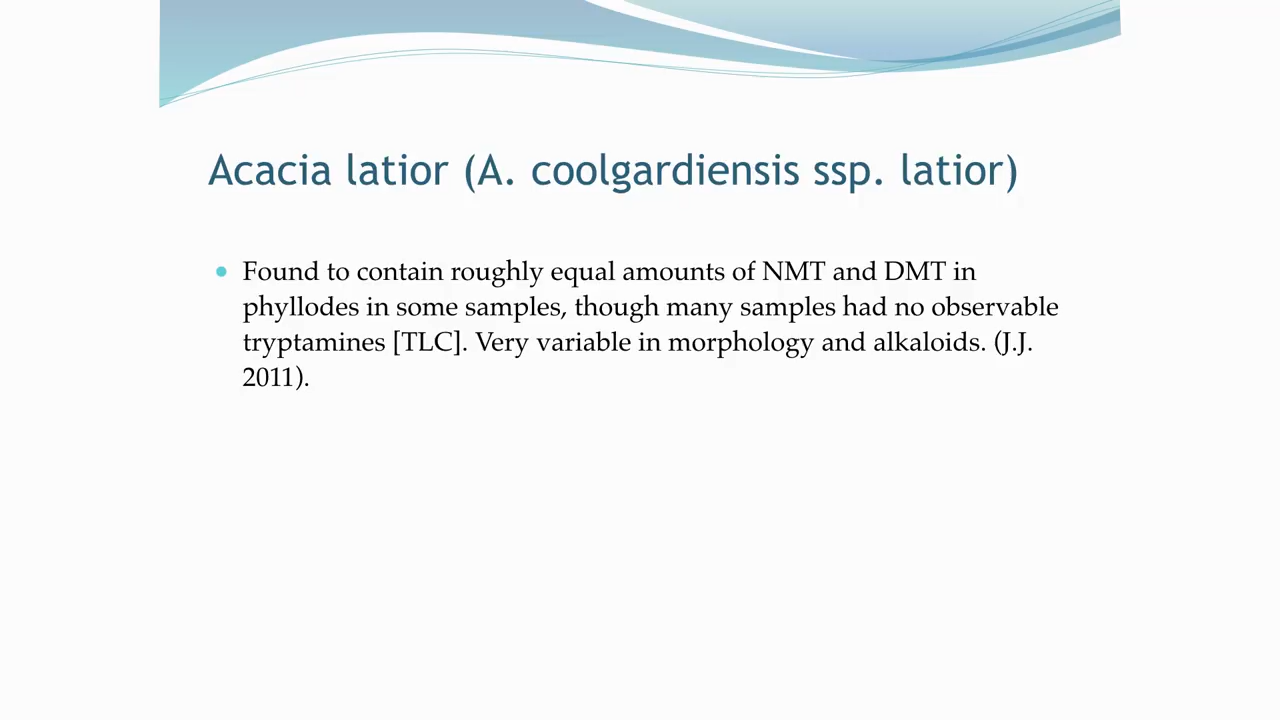 Acacia latior (A. coolgardiensis ssp. latior)
Found to contain roughly equal amounts of NMT and DMT in
phyllodes in some samples, though many samples had no observable
tryptamines [TLC]. Very variable in morphology and alkaloids. (J.J.
2011).